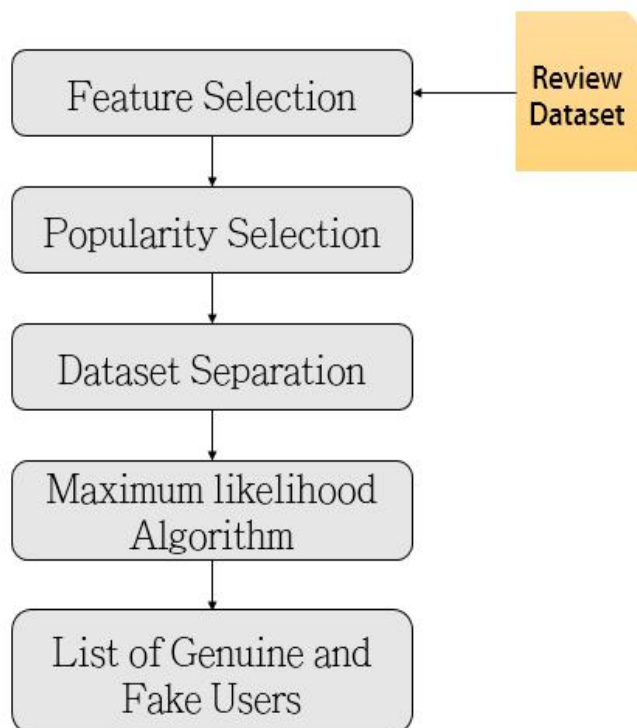 Review
Dataset
Feature Selection
Popularity Selection
Dataset Separation
Maximum likelihood
Algorithm
List of Genuine and
Fake Users